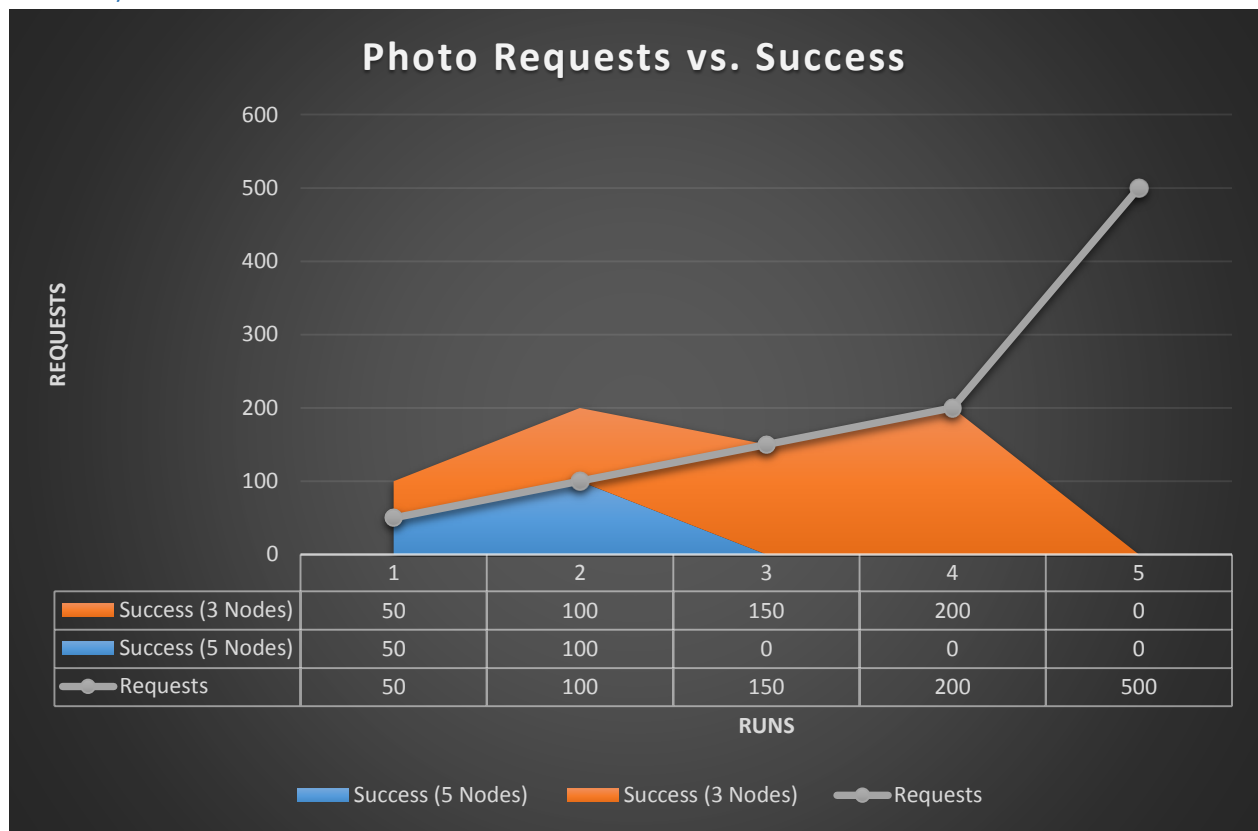 Photo Requests vs. Success
600
500
400
300
200
100
0
REQUESTS
1 2 3 4 5
Success (3 Nodes) 50 100 150 200 0
Success (5 Nodes) 50 100 0 0 0
Requests 50 100 150 200 500
RUNS
Success (5 Nodes) Success (3 Nodes) Requests